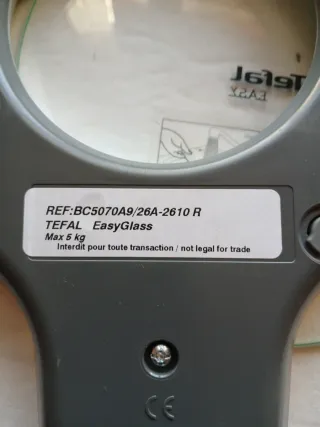 Tefal
EASY
REF:BC5070A9/26A-2610 R
TEFAL EasyGlass
Max 5 kg
Interdit pour toute transaction / not legal for trade
CE